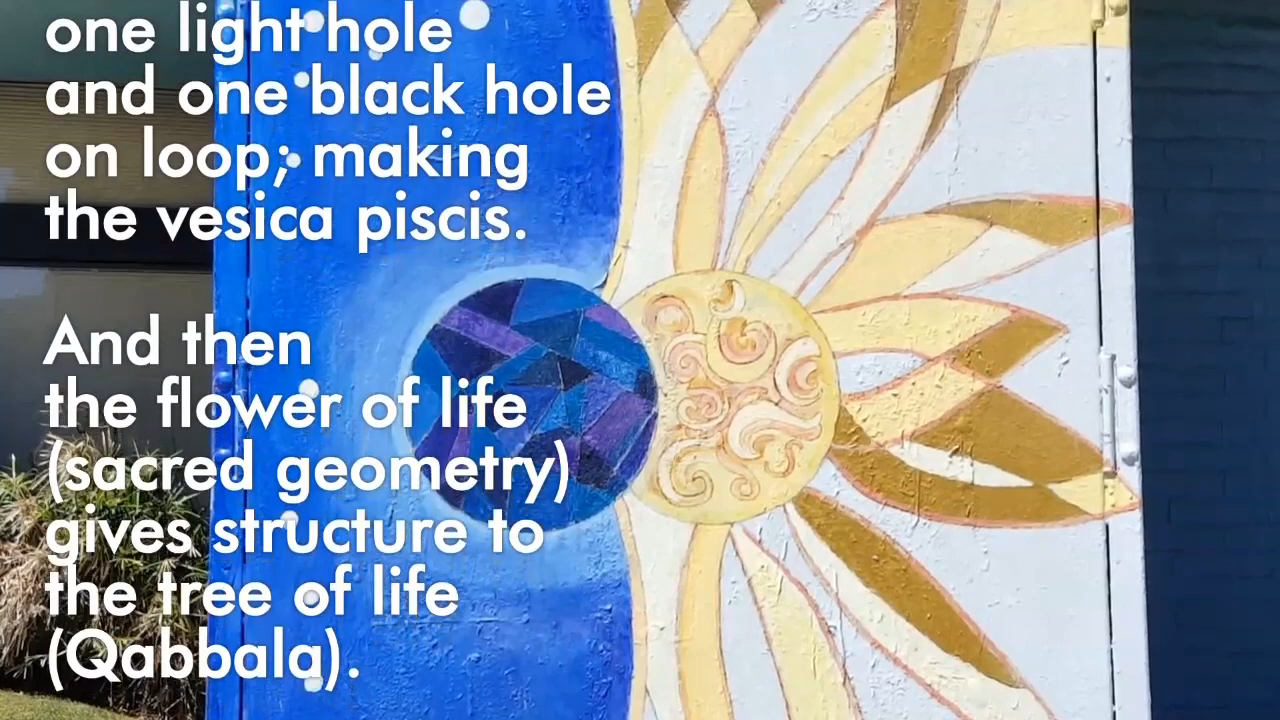 one light hole
and one black hole
on loop; making
the vesica piscis.
And then
the flower of life
(sacred geometry)
gives structure to
the tree of life
(Qabbala).